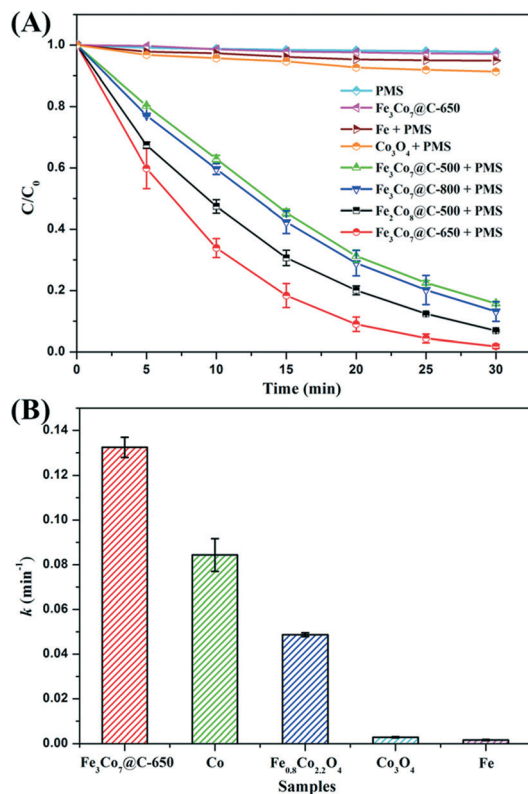 (A)
1.0
0.8
0.6
0.4
0.2
0.0
C/C₀
PMS
Fe₃Co₇@C-650
Fe + PMS
Co₃O₄ + PMS
Fe₃Co₇@C-500 + PMS
Fe₃Co₇@C-800 + PMS
Fe₂Co₈@C-500 + PMS
Fe₃Co₇@C-650 + PMS
0 5 10 15 20 25 30
Time (min)
(B)
0.14
0.12
0.10
0.08
0.06
0.04
0.02
0.00
k (min⁻¹)
Fe₃Co₇@C-650 Co Fe₀.₈Co₂.₂O₄ Co₃O₄ Fe
Samples